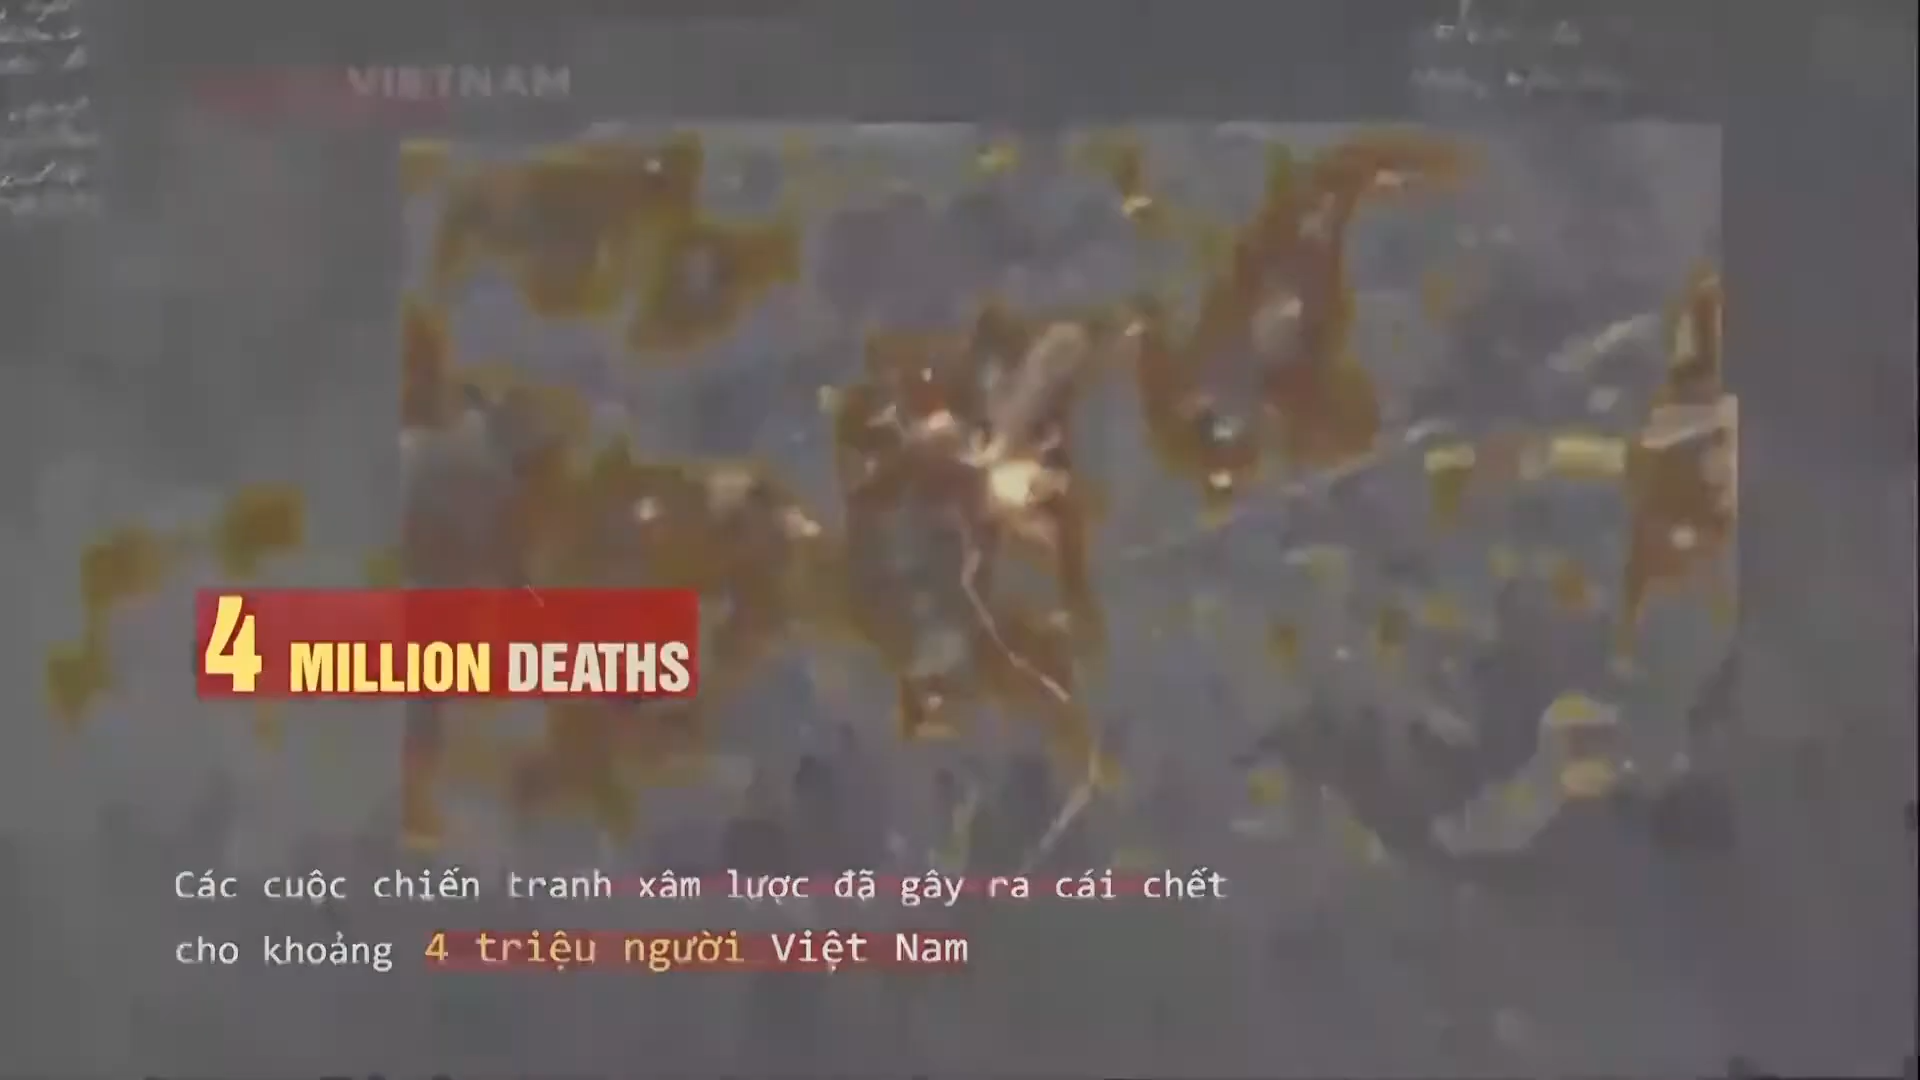 VIETNAM
4 MILLION DEATHS
Các cuộc chiến tranh xâm lược đã gây ra cái chết
cho khoảng 4 triệu người Việt Nam